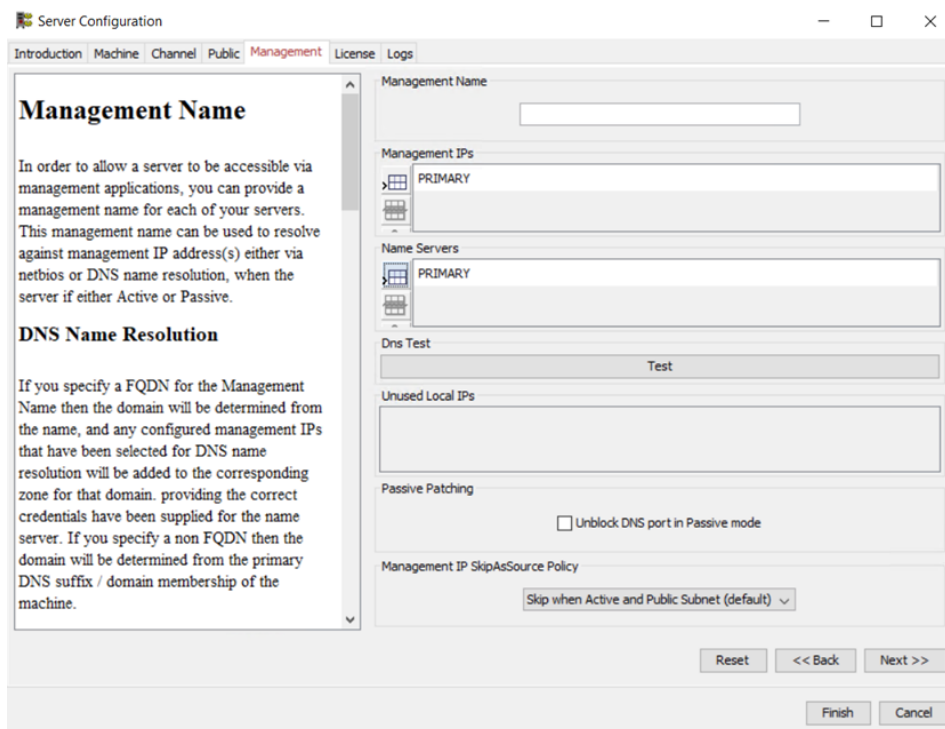 Server Configuration
Introduction Machine Channel Public Management License Logs
Management Name
In order to allow a server to be accessible via
management applications, you can provide a
management name for each of your servers.
This management name can be used to resolve
against management IP address(s) either via
netbios or DNS name resolution, when the
server if either Active or Passive.
DNS Name Resolution
If you specify a FQDN for the Management
Name then the domain will be determined from
the name, and any configured management IPs
that have been selected for DNS name
resolution will be added to the corresponding
zone for that domain. providing the correct
credentials have been supplied for the name
server. If you specify a non FQDN then the
domain will be determined from the primary
DNS suffix / domain membership of the
machine.
Management Name
Management IPs
PRIMARY
Name Servers
PRIMARY
Dns Test
Test
Unused Local IPs
Passive Patching
Unblock DNS port in Passive mode
Management IP SkipAsSource Policy
Skip when Active and Public Subnet (default)
Reset << Back Next >>
Finish Cancel